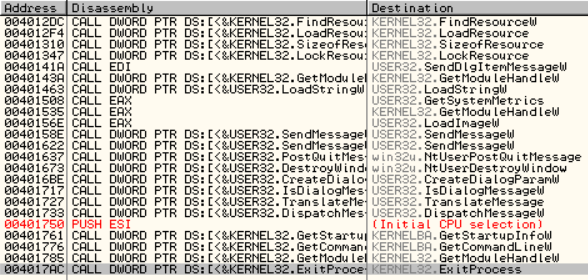 Address Disassembly Destination
004012DC CALL DWORD PTR DS:[<&KERNEL32.FindResour KERNEL32.FindResourceW
004012F4 CALL DWORD PTR DS:[<&KERNEL32.LoadResour KERNEL32.LoadResource
00401310 CALL DWORD PTR DS:[<&KERNEL32.SizeofRes KERNEL32.SizeofResource
00401347 CALL DWORD PTR DS:[<&KERNEL32.LockResou KERNEL32.LockResource
0040141A CALL EDI USER32.SendDlgItemMessageW
0040143A CALL DWORD PTR DS:[<&KERNEL32.GetModule KERNEL32.GetModuleHandleW
00401463 CALL DWORD PTR DS:[<&USER32.LoadStringW USER32.LoadStringW
00401508 CALL EAX USER32.GetSystemMetrics
00401535 CALL EAX KERNEL32.GetModuleHandleW
0040156E CALL EAX USER32.LoadImageW
0040158E CALL DWORD PTR DS:[<&USER32.SendMessageW USER32.SendMessageW
00401622 CALL DWORD PTR DS:[<&USER32.SendMessageW USER32.SendMessageW
00401637 CALL DWORD PTR DS:[<&USER32.PostQuitMes win32u.NtUserPostQuitMessage
00401673 CALL DWORD PTR DS:[<&USER32.DestroyWind win32u.NtUserDestroyWindow
0040168E CALL DWORD PTR DS:[<&USER32.CreateDialo USER32.CreateDialogParamW
00401717 CALL DWORD PTR DS:[<&USER32.IsDialogMes USER32.IsDialogMessageW
00401727 CALL DWORD PTR DS:[<&USER32.TranslateMe USER32.TranslateMessage
00401733 CALL DWORD PTR DS:[<&USER32.DispatchMes USER32.DispatchMessageW
00401750 PUSH ESI (Initial CPU selection)
00401761 CALL DWORD PTR DS:[<&KERNEL32.GetStartu KERNELBA.GetStartupInfoW
00401776 CALL DWORD PTR DS:[<&KERNEL32.GetComman KERNELBA.GetCommandLineW
00401785 CALL DWORD PTR DS:[<&KERNEL32.GetModule KERNEL32.GetModuleHandleW
004017AC CALL DWORD PTR DS:[<&KERNEL32.ExitProce KERNEL32.ExitProcess